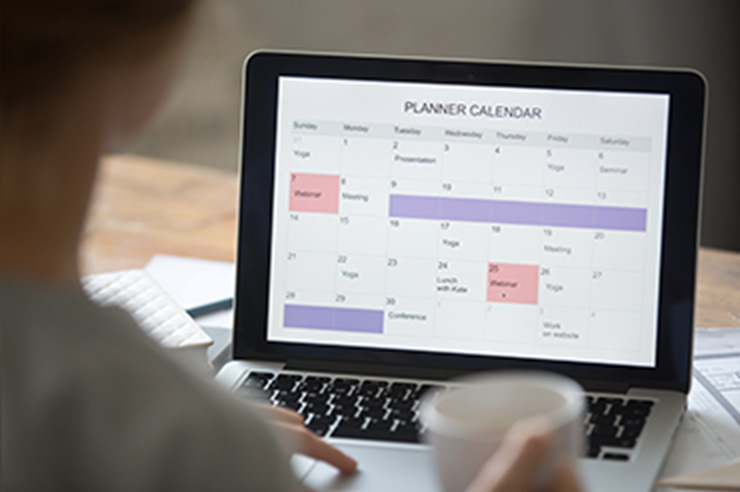 PLANNER CALENDAR
Sunday Monday Tuesday Wednesday Thursday Friday Saturday
31 1 2 3 4 5 6
Yoga Presentation Yoga Seminar
7 8 9 10 11 12 13
Webinar Meeting
14 15 16 17 18 19 20
Yoga Meeting
21 22 23 24 25 26 27
Yoga Lunch Webinar Yoga
with Kate
28 29 30 1 2 3 4
Conference Work
on website